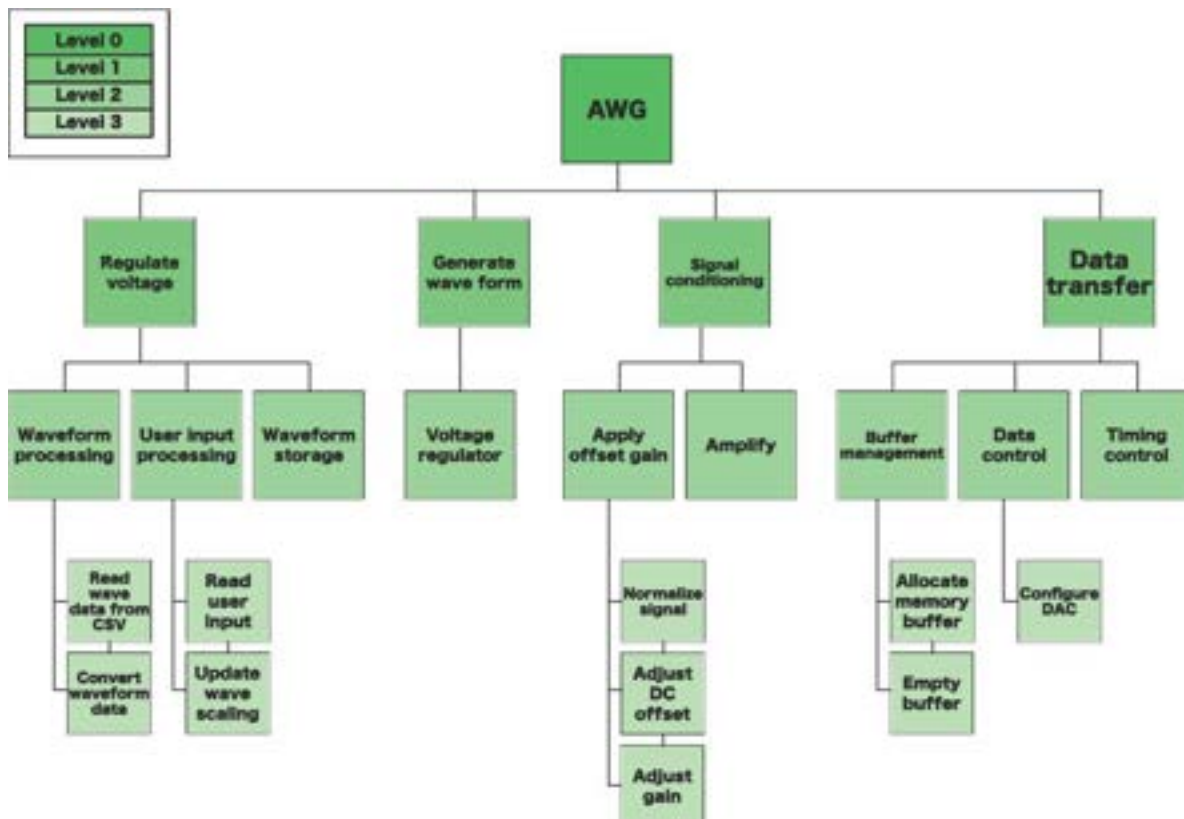 Level 0
Level 1
Level 2
Level 3
AWG
Regulate
voltage
Generate
wave form
Signal
conditioning
Data
transfer
Waveform
processing
User input
processing
Waveform
storage
Voltage
regulator
Apply
offset gain
Amplify
Buffer
management
Data
control
Timing
control
Read
wave
data from
CSV
Convert
waveform
data
Read
user
input
Update
wave
scaling
Normalize
signal
Adjust
DC
offset
Adjust
gain
Allocate
memory
buffer
Empty
buffer
Configure
DAC